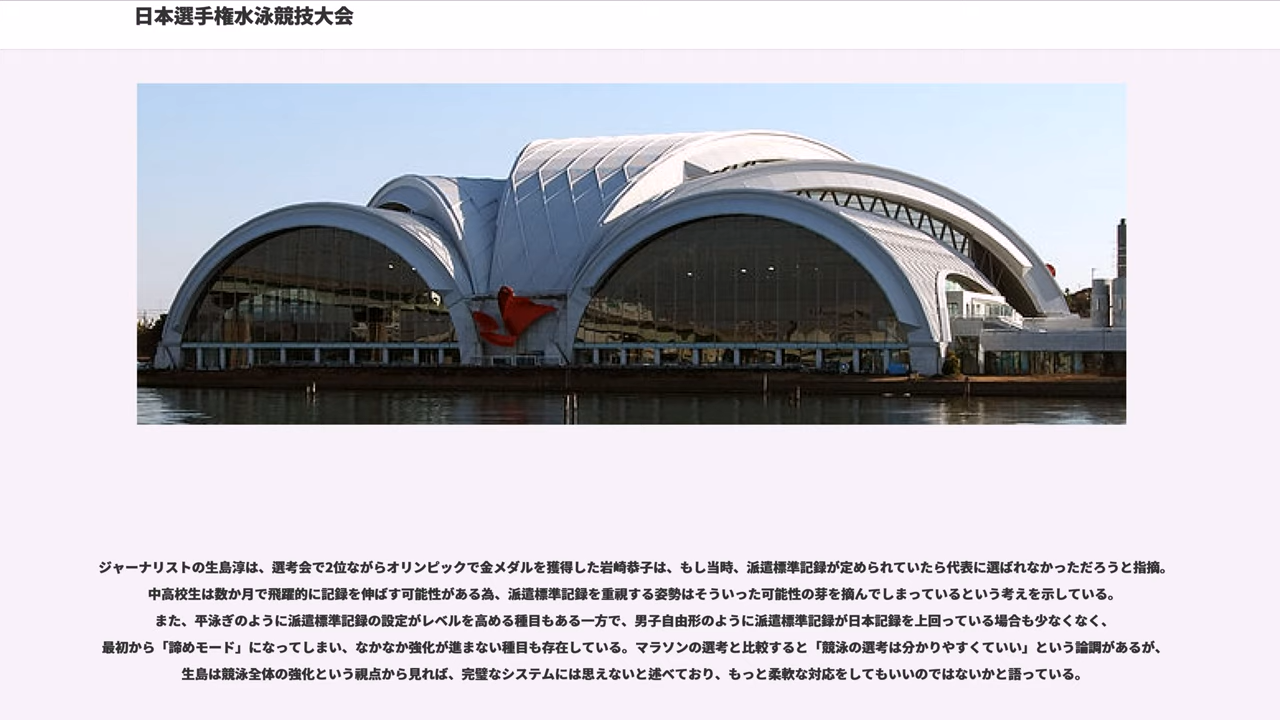 日本選手権水泳競技大会
ジャーナリストの生島淳は、選考会で2位ながらオリンピックで金メダルを獲得した岩崎恭子は、もし当時、派遣標準記録が定められていたら代表に選ばれなかっただろうと指摘。
中高校生は数か月で飛躍的に記録を伸ばす可能性がある為、派遣標準記録を重視する姿勢はそういった可能性の芽を摘んでしまっているという考えを示している。
また、平泳ぎのように派遣標準記録の設定がレベルを高める種目もある一方で、男子自由形のように派遣標準記録が日本記録を上回っている場合も少なくなく、
最初から「諦めモード」になってしまい、なかなか強化が進まない種目も存在している。マラソンの選考と比較すると「競泳の選考は分かりやすくていい」という論調があるが、
生島は競泳全体の強化という視点から見れば、完璧なシステムには思えないと述べており、もっと柔軟な対応をしてもいいのではないかと語っている。